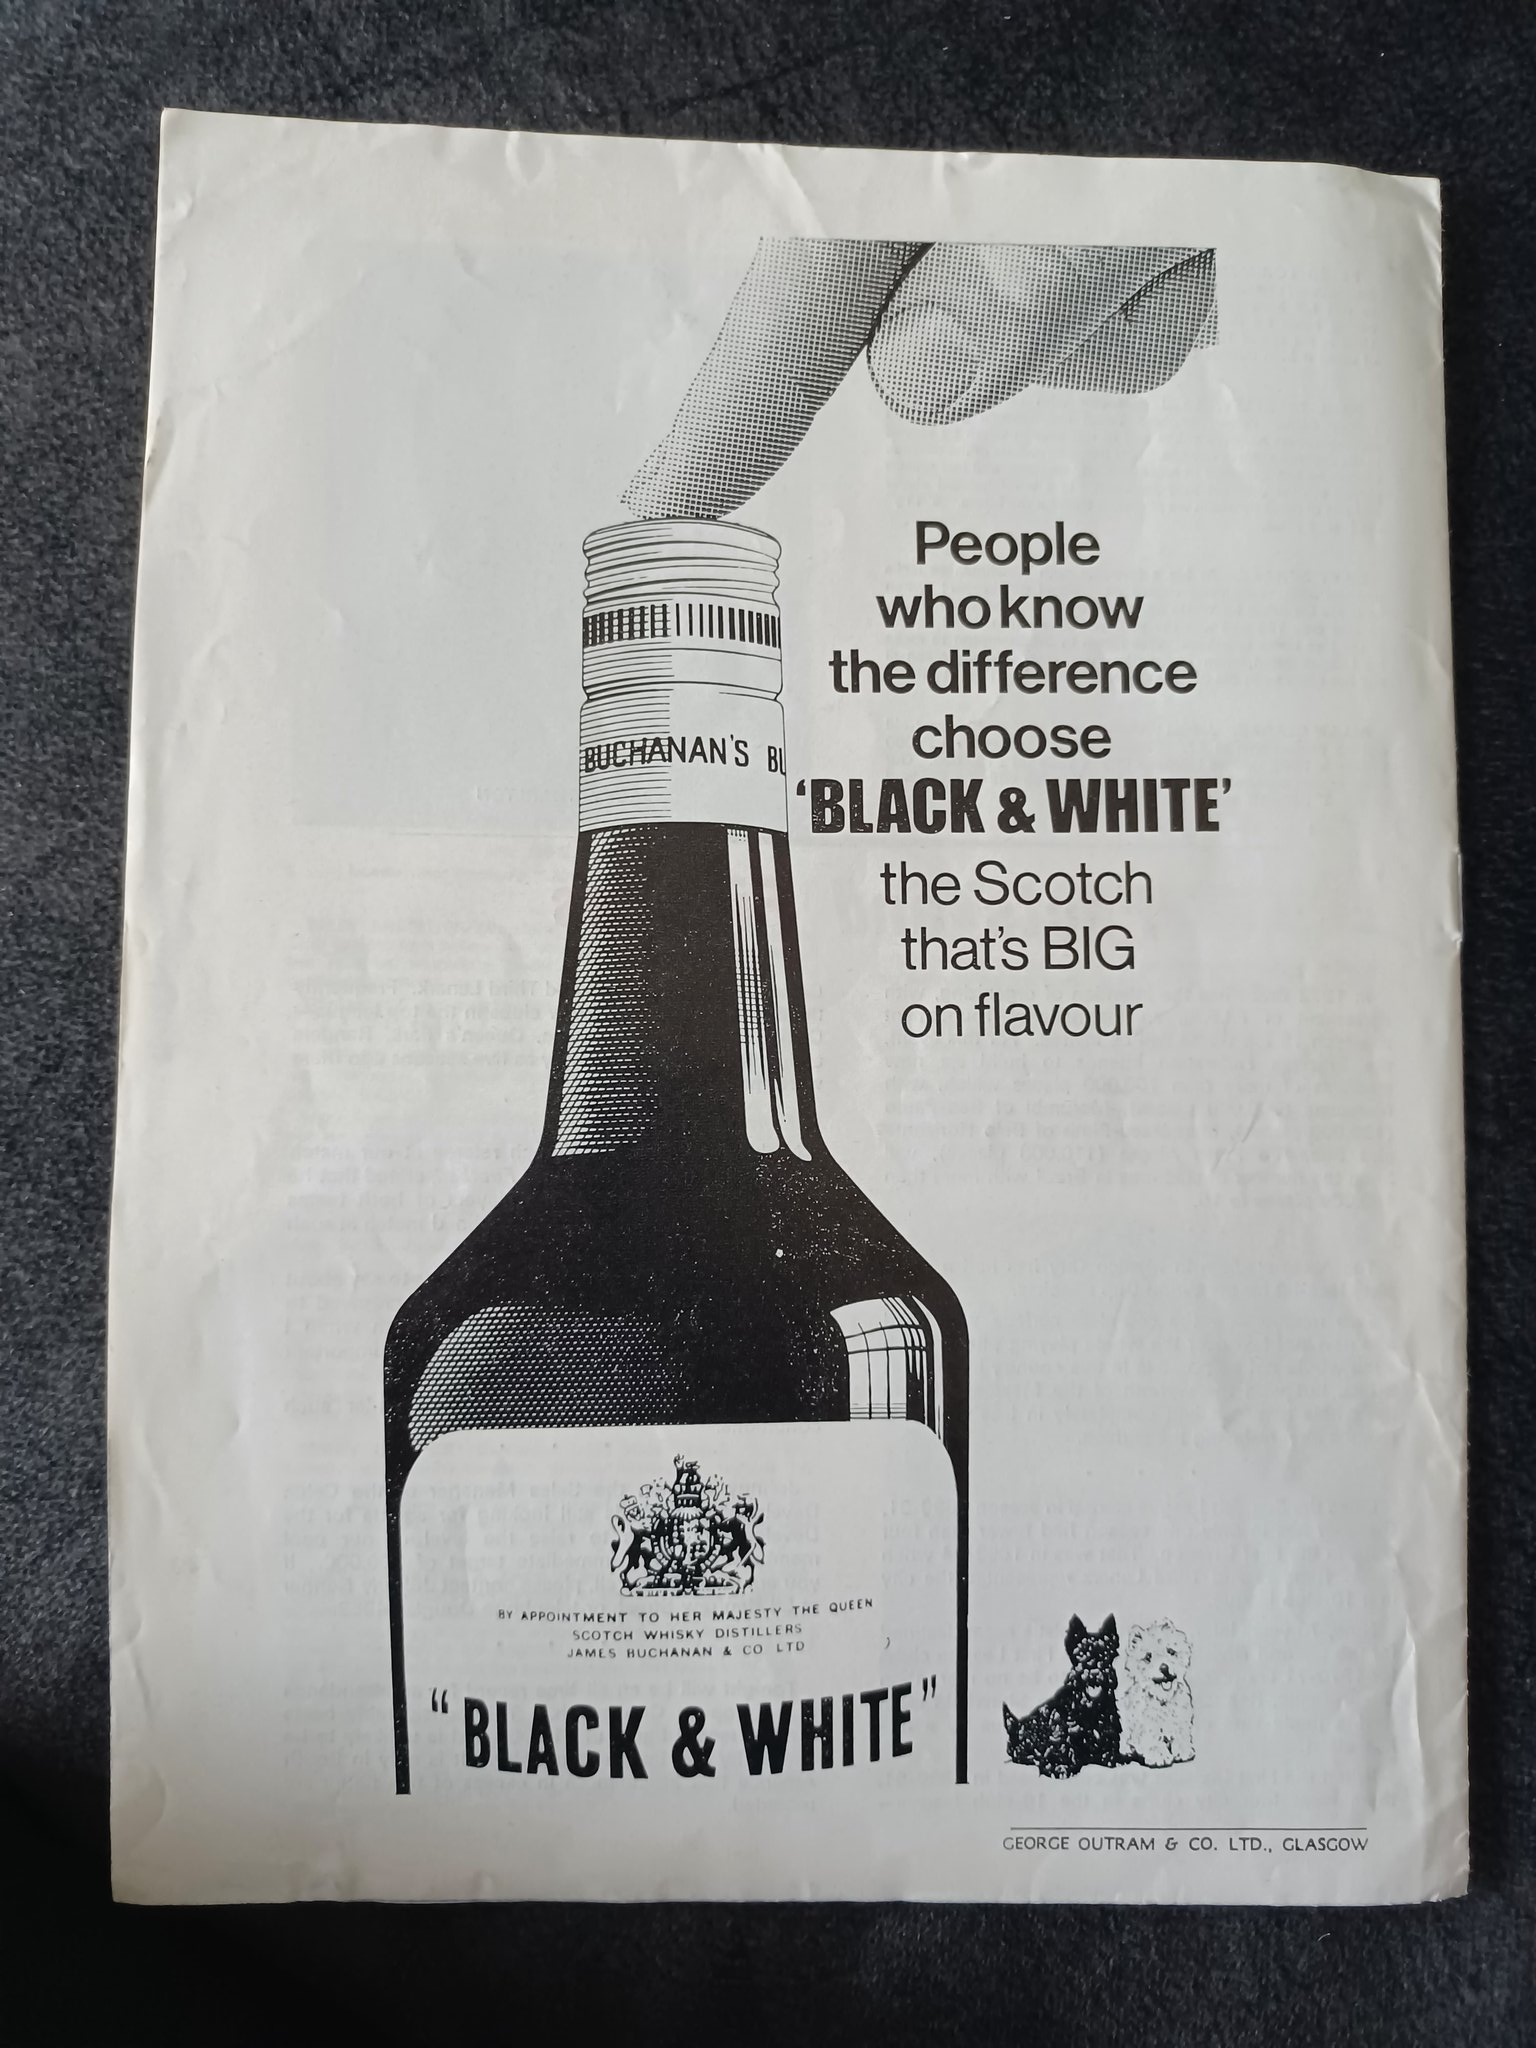 People
who know
the difference
choose
'BLACK & WHITE'
the Scotch
that's BIG
on flavour
BUCHANAN'S BU
BY APPOINTMENT TO HER MAJESTY THE QUEEN
SCOTCH WHISKY DISTILLERS
JAMES BUCHANAN & CO LTD
"BLACK & WHITE"
GEORGE OUTRAM & CO. LTD., GLASGOW